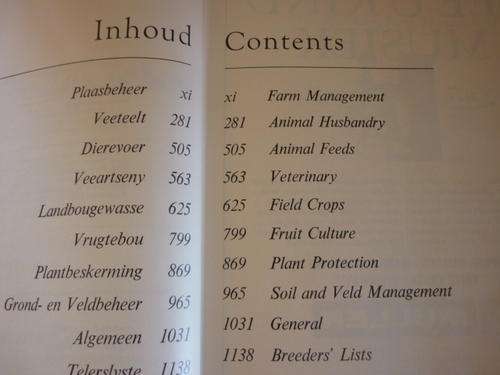 Inhoud
Plaasbeheer xi
Veeteelt 281
Dierevoer 505
Veeartseny 563
Landbougewasse 625
Vrugtebou 799
Plantbeskerming 869
Grond- en Veldbeheer 965
Algemeen 1031
Telerslyste 1138
Contents
xi Farm Management
281 Animal Husbandry
505 Animal Feeds
563 Veterinary
625 Field Crops
799 Fruit Culture
869 Plant Protection
965 Soil and Veld Management
1031 General
1138 Breeders' Lists